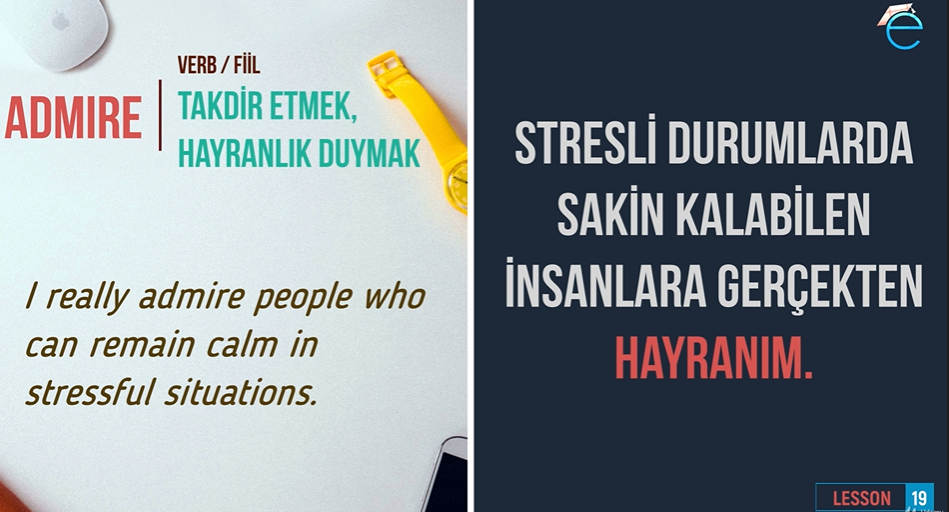 VERB / FİİL
ADMIRE
TAKDİR ETMEK,
HAYRANLIK DUYMAK
I really admire people who
can remain calm in
stressful situations.
STRESLİ DURUMLARDA
SAKİN KALABİLEN
İNSANLARA GERÇEKTEN
HAYRANIM.
LESSON 19